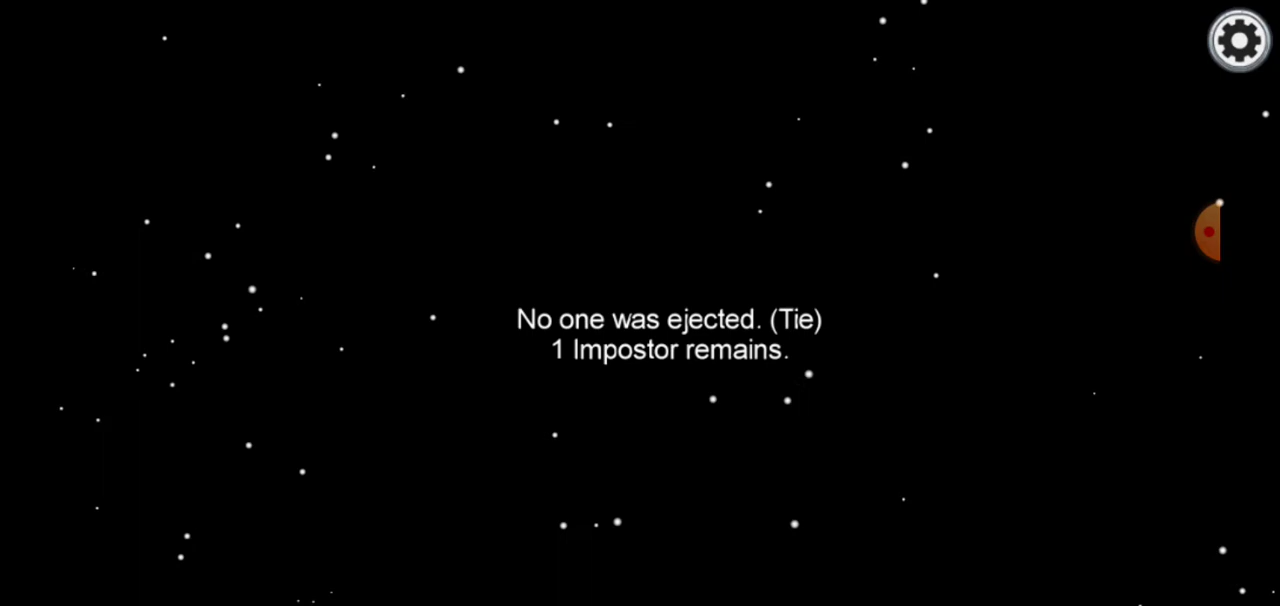 No one was ejected. (Tie)
1 Impostor remains.